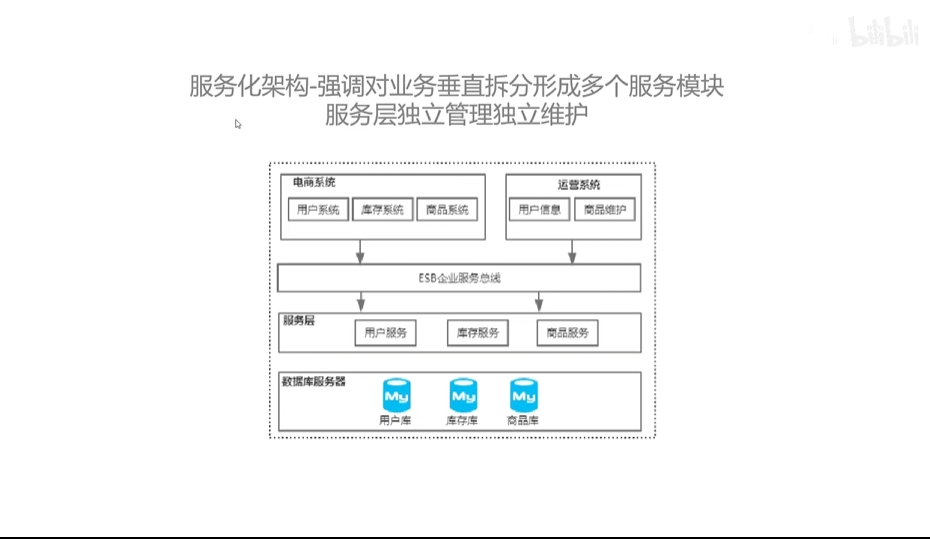 bilibili
服务化架构-强调对业务垂直拆分形成多个服务模块
服务层独立管理独立维护
电商系统
运营系统
用户系统 库存系统 商品系统 用户信息 商品维护
ESB企业服务总线
服务层
用户服务 库存服务 商品服务
数据库服务器
My My My
用户库 库存库 商品库